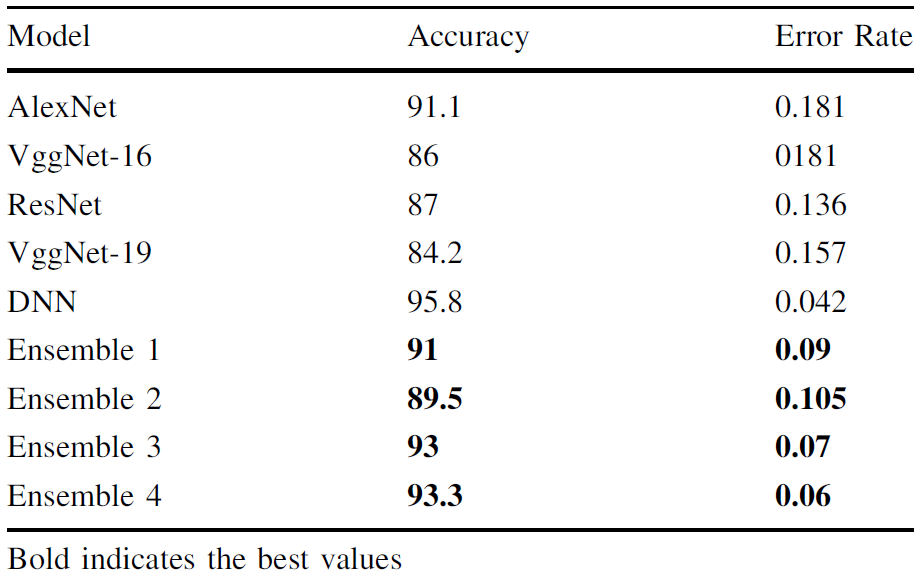 Model Accuracy Error Rate
AlexNet 91.1 0.181
VggNet-16 86 0181
ResNet 87 0.136
VggNet-19 84.2 0.157
DNN 95.8 0.042
Ensemble 1 91 0.09
Ensemble 2 89.5 0.105
Ensemble 3 93 0.07
Ensemble 4 93.3 0.06
Bold indicates the best values